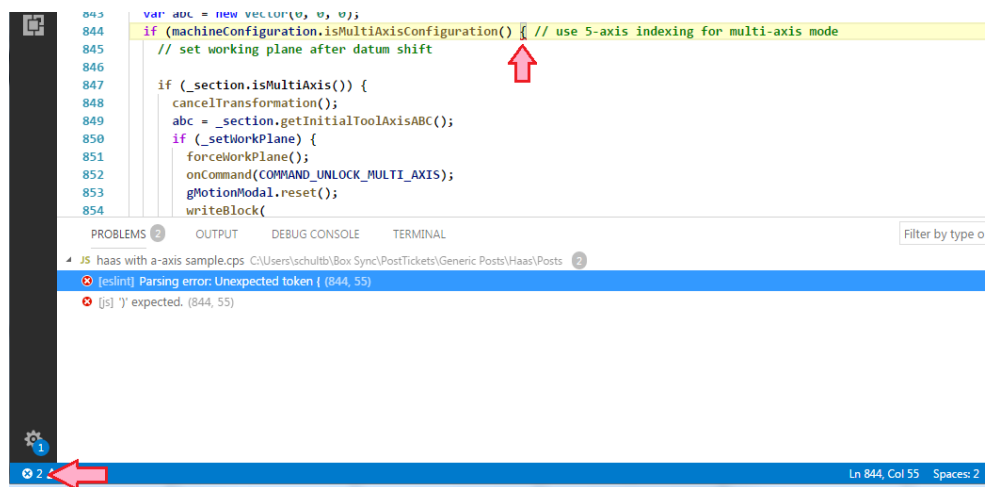 843 var abc = new Vector(0, 0, 0);
844 if (machineConfiguration.isMultiAxisConfiguration() { // use 5-axis indexing for multi-axis mode
845 // set working plane after datum shift
846
847 if (_section.isMultiAxis()) {
848 cancelTransformation();
849 abc = _section.getInitialToolAxisABC();
850 if (_setWorkPlane) {
851 forceWorkPlane();
852 onCommand(COMMAND_UNLOCK_MULTI_AXIS);
853 gMotionModal.reset();
854 writeBlock(
PROBLEMS 2 OUTPUT DEBUG CONSOLE TERMINAL Filter by type o
JS haas with a-axis sample.cps C:\Users\schultb\Box Sync\PostTickets\Generic Posts\Haas\Posts 2
[eslint] Parsing error: Unexpected token { (844, 55)
[js] ')' expected. (844, 55)
1
2 Ln 844, Col 55 Spaces: 2